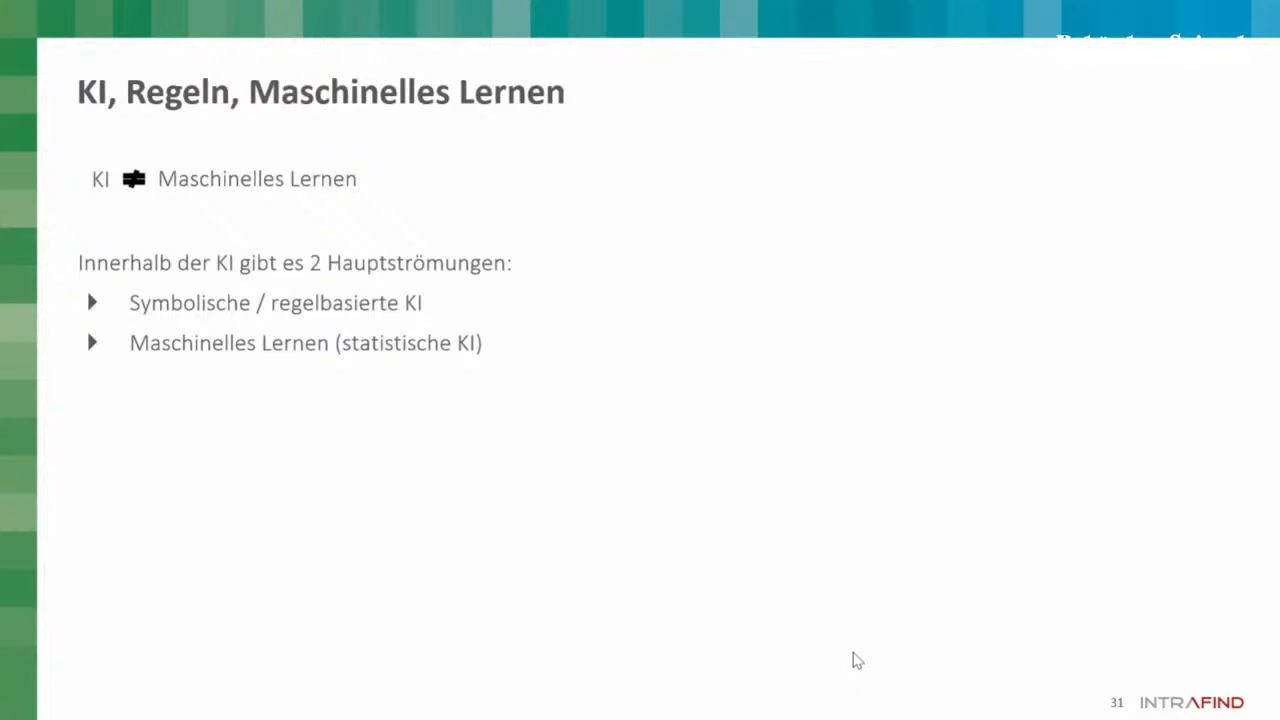 KI, Regeln, Maschinelles Lernen
KI ≠ Maschinelles Lernen
Innerhalb der KI gibt es 2 Hauptströmungen:
Symbolische / regelbasierte KI
Maschinelles Lernen (statistische KI)
31 INTRAFIND